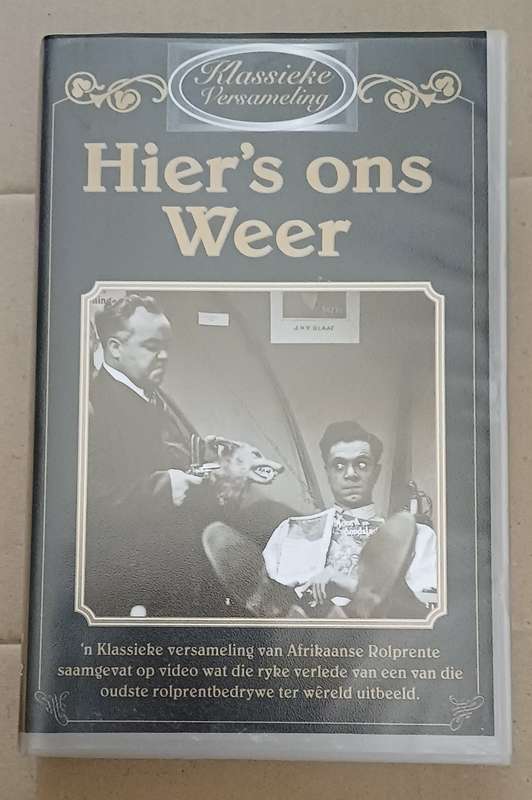 Klassieke
Versameling
Hier's ons
Weer
J.H.V. BLAAT
'n Klassieke versameling van Afrikaanse Rolprente
saamgevat op video wat die ryke verlede van een van die
oudste rolprentbedrywe ter wêreld uitbeeld.